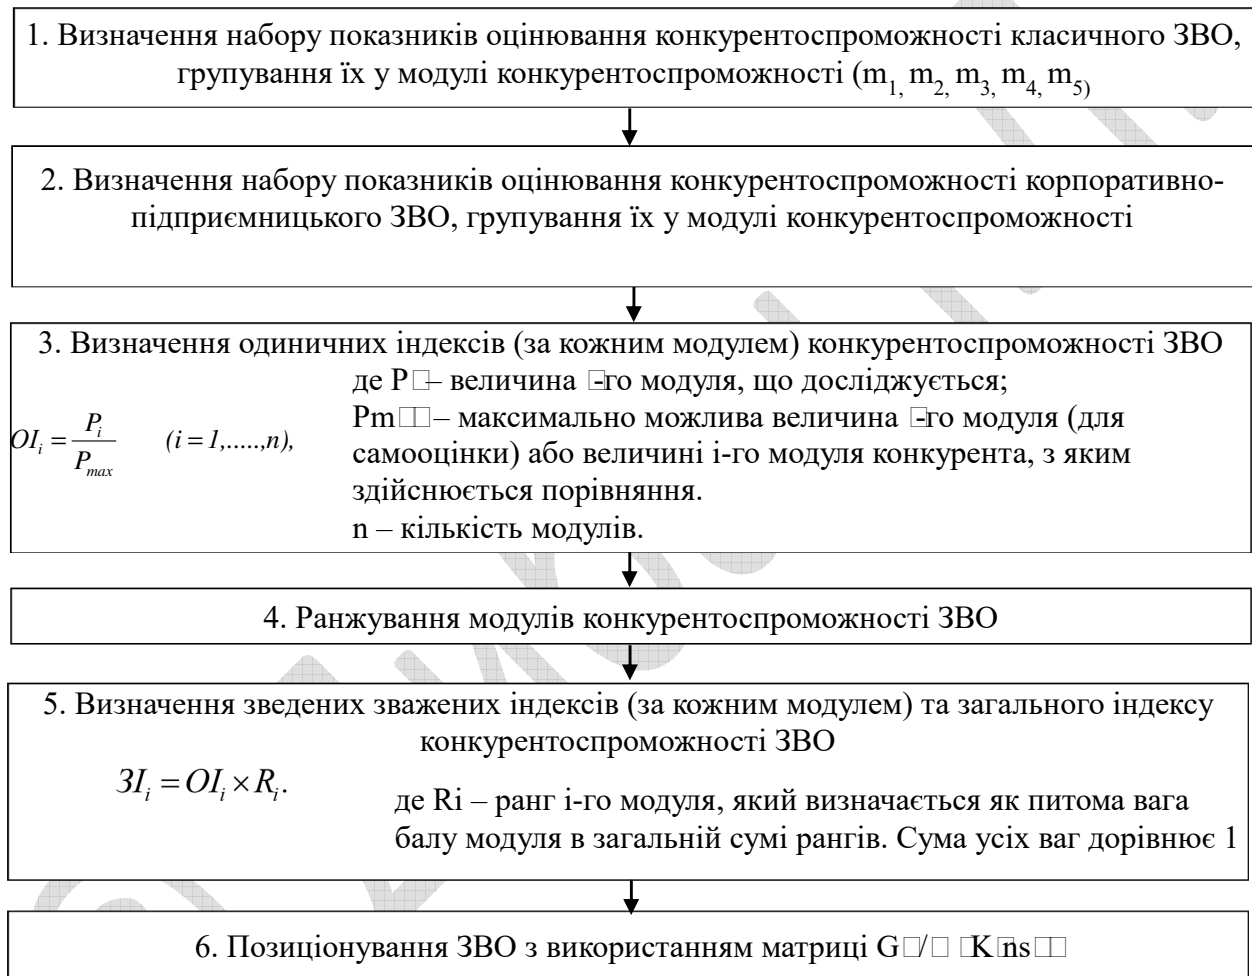 1. Визначення набору показників оцінювання конкурентоспроможності класичного ЗВО,
групування їх у модулі конкурентоспроможності (m1, m2, m3, m4, m5)
2. Визначення набору показників оцінювання конкурентоспроможності корпоративно-
підприємницького ЗВО, групування їх у модулі конкурентоспроможності
3. Визначення одиничних індексів (за кожним модулем) конкурентоспроможності ЗВО
OIi = Pi / Pmax (i = 1,.....,n),
де P□– величина □-го модуля, що досліджується;
Pm□□ – максимально можлива величина □-го модуля (для
самооцінки) або величині і-го модуля конкурента, з яким
здійснюється порівняння.
n – кількість модулів.
4. Ранжування модулів конкурентоспроможності ЗВО
5. Визначення зведених зважених індексів (за кожним модулем) та загального індексу
конкурентоспроможності ЗВО
ЗIi = OIi × Ri.
де Ri – ранг і-го модуля, який визначається як питома вага
балу модуля в загальній сумі рангів. Сума усіх ваг дорівнює 1
6. Позиціонування ЗВО з використанням матриці G□/□ □K□ns□□